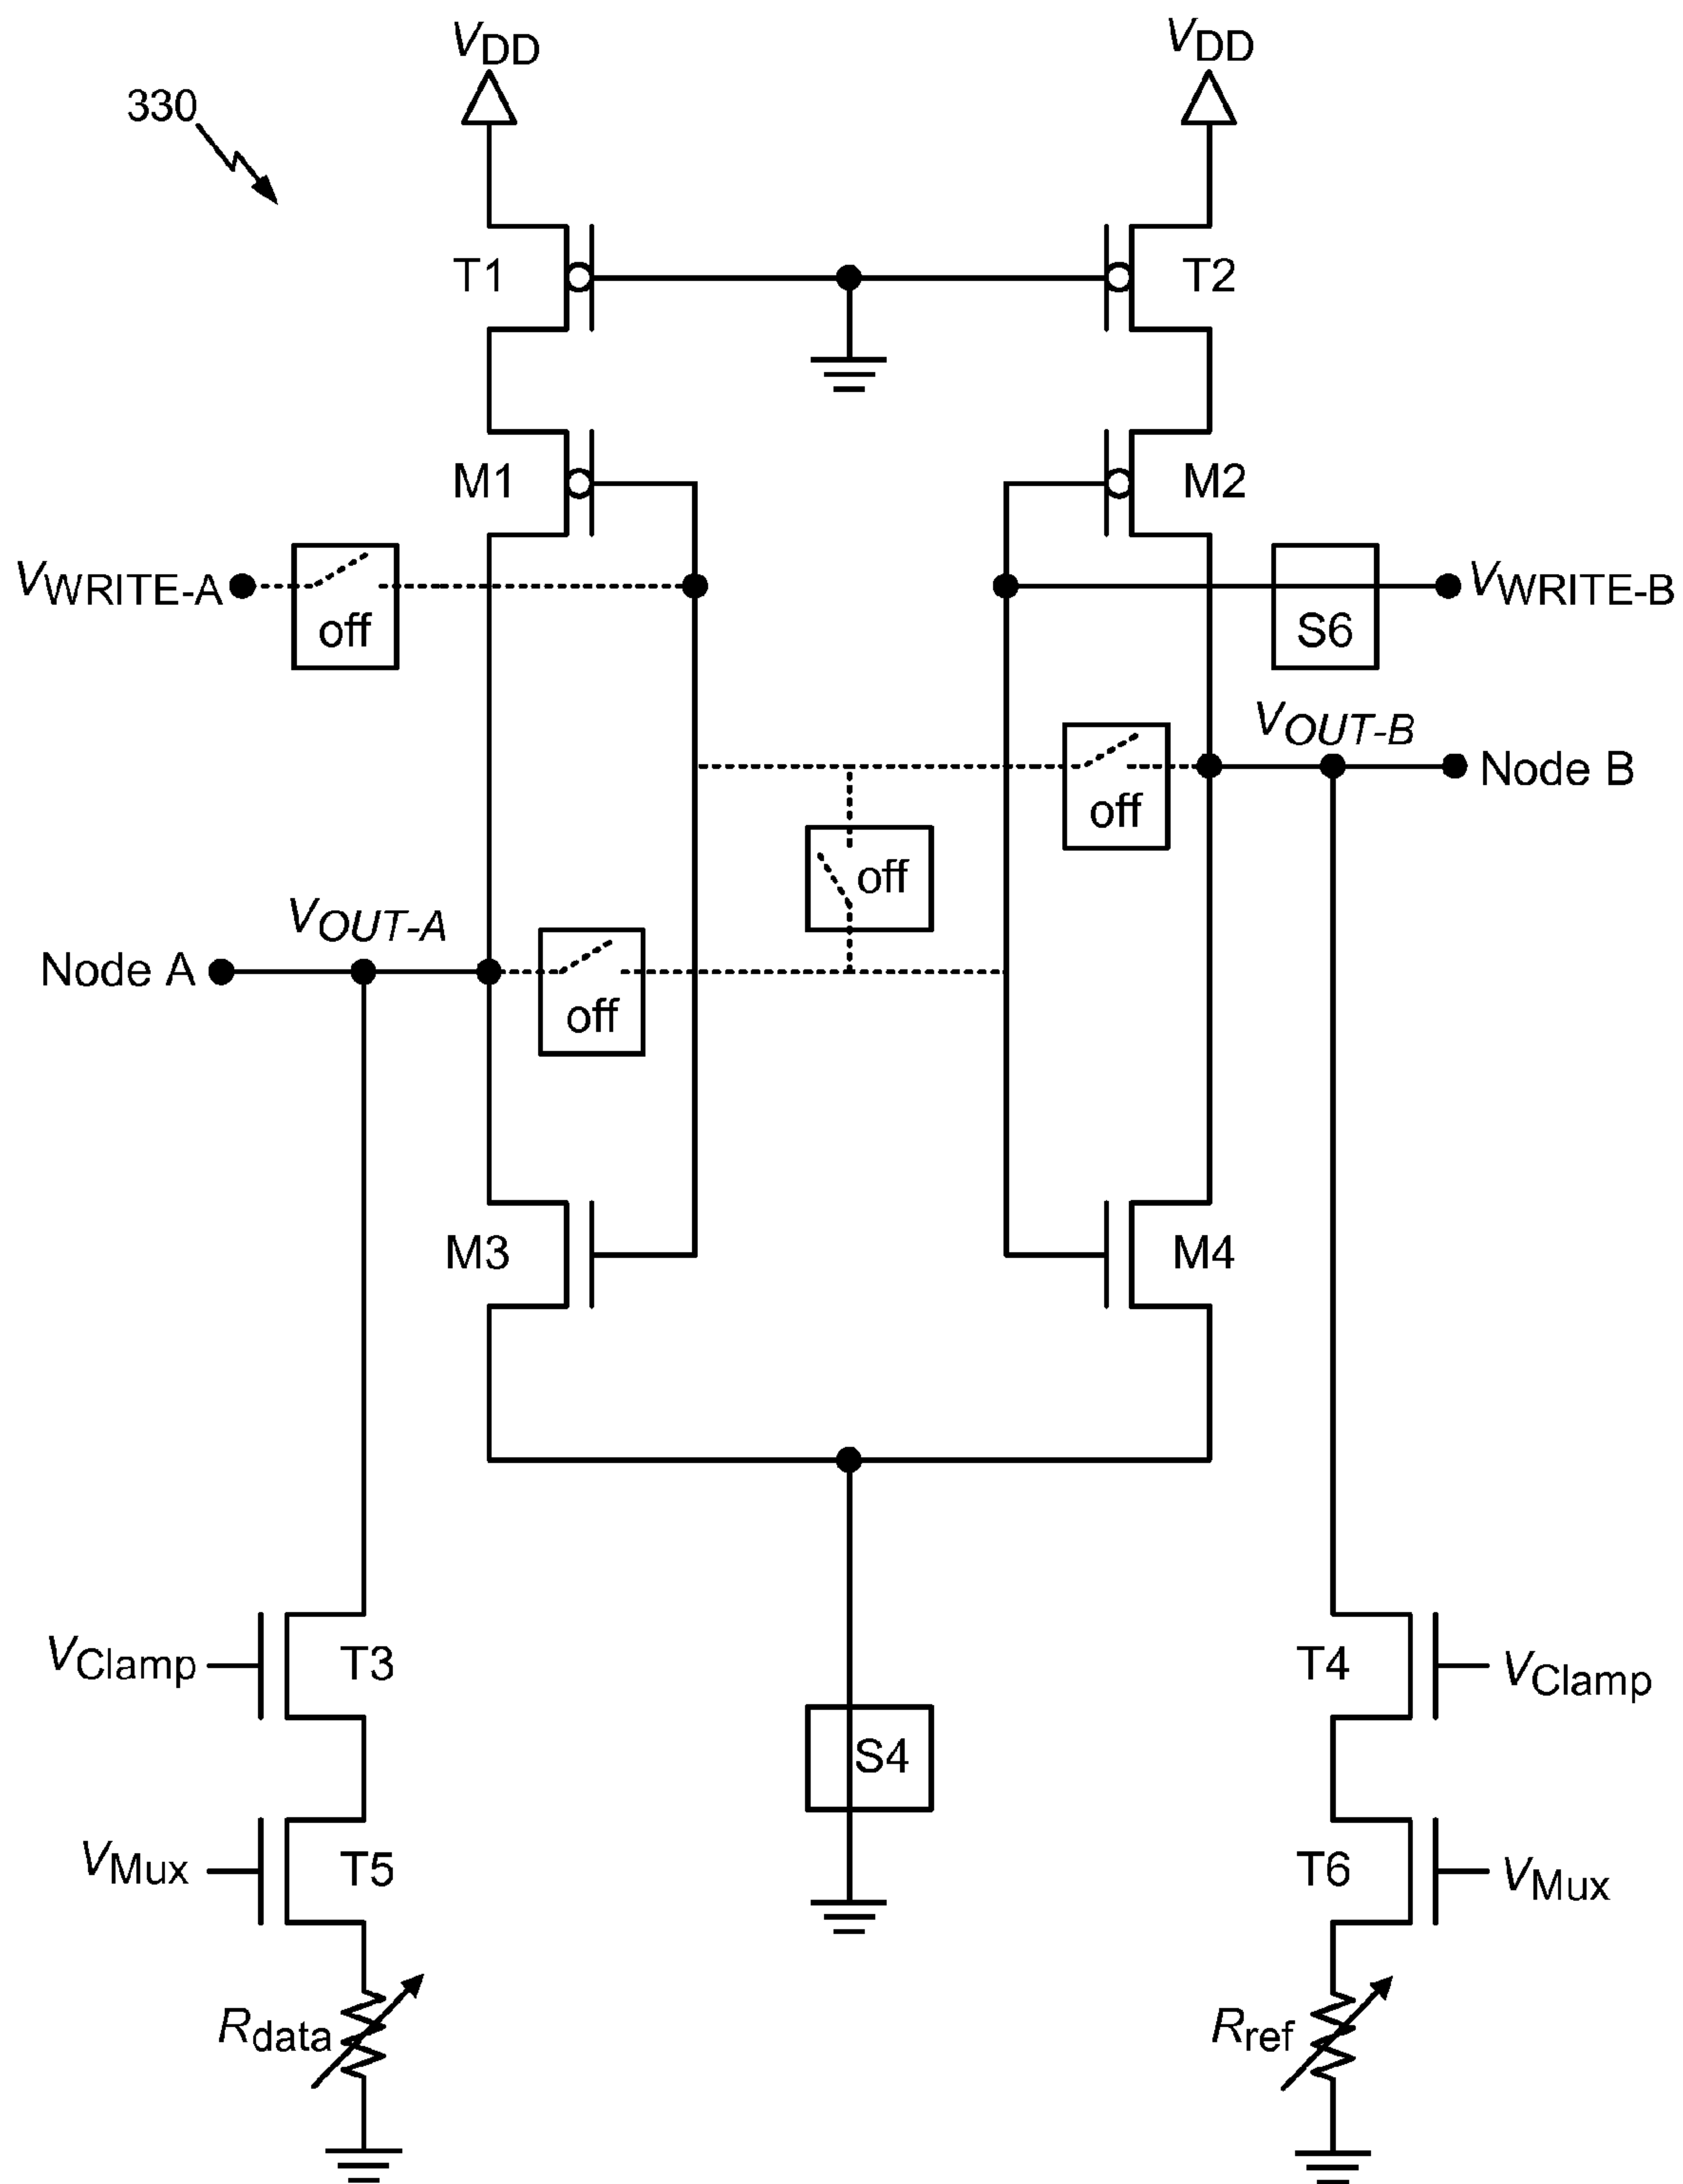 VDD
VDD
330
T1
T2
M1
M2
VWRITE-A
off
S6
VWRITE-B
VOUT-B
off
Node B
off
VOUT-A
Node A
off
M3
M4
VClamp
T3
T4
VClamp
S4
VMux
T5
T6
VMux
Rdata
Rref